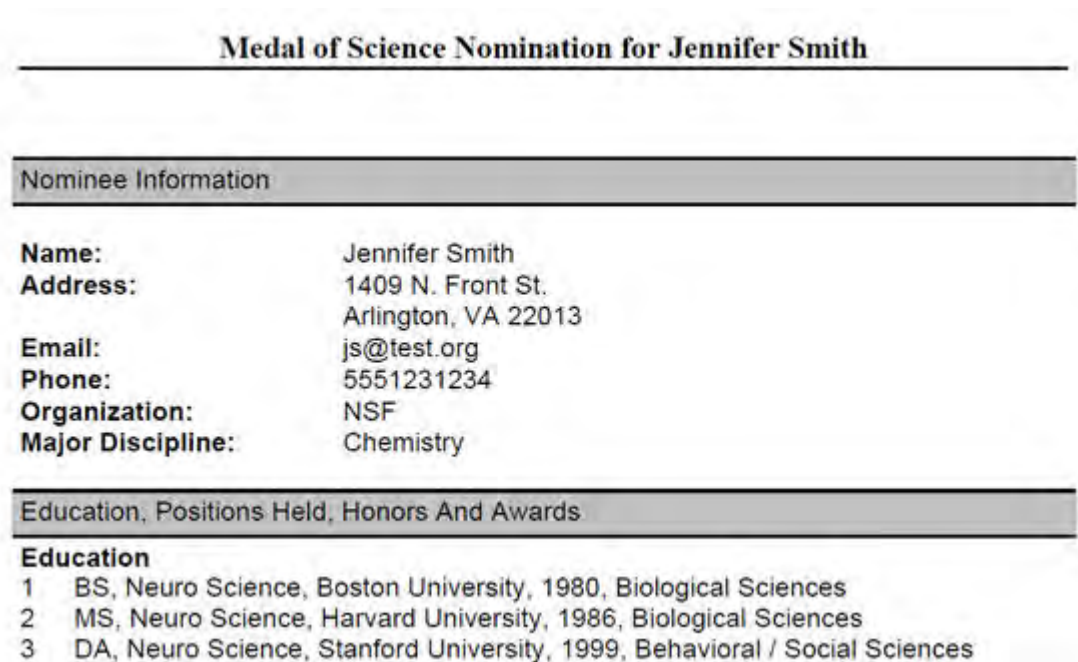 Medal of Science Nomination for Jennifer Smith
Nominee Information
Name: Jennifer Smith
Address: 1409 N. Front St.
Arlington, VA 22013
Email: js@test.org
Phone: 5551231234
Organization: NSF
Major Discipline: Chemistry
Education, Positions Held, Honors And Awards
Education
1 BS, Neuro Science, Boston University, 1980, Biological Sciences
2 MS, Neuro Science, Harvard University, 1986, Biological Sciences
3 DA, Neuro Science, Stanford University, 1999, Behavioral / Social Sciences